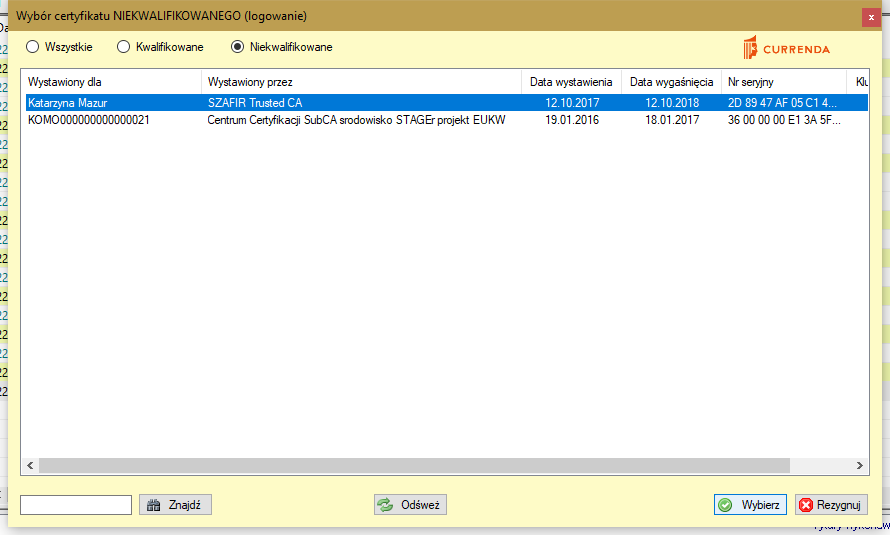 Wybór certyfikatu NIEKWALIFIKOWANEGO (logowanie)
x
Wszystkie Kwalifikowane Niekwalifikowane
CURRENDA
Wystawiony dla Wystawiony przez Data wystawienia Data wygaśnięcia Nr seryjny Klu
Katarzyna Mazur SZAFIR Trusted CA 12.10.2017 12.10.2018 2D 89 47 AF 05 C1 4...
KOMO000000000000021 Centrum Certyfikacji SubCA srodowisko STAGEr projekt EUKW 19.01.2016 18.01.2017 36 00 00 00 E1 3A 5F...
Znajdź Odśwież Wybierz Rezygnuj